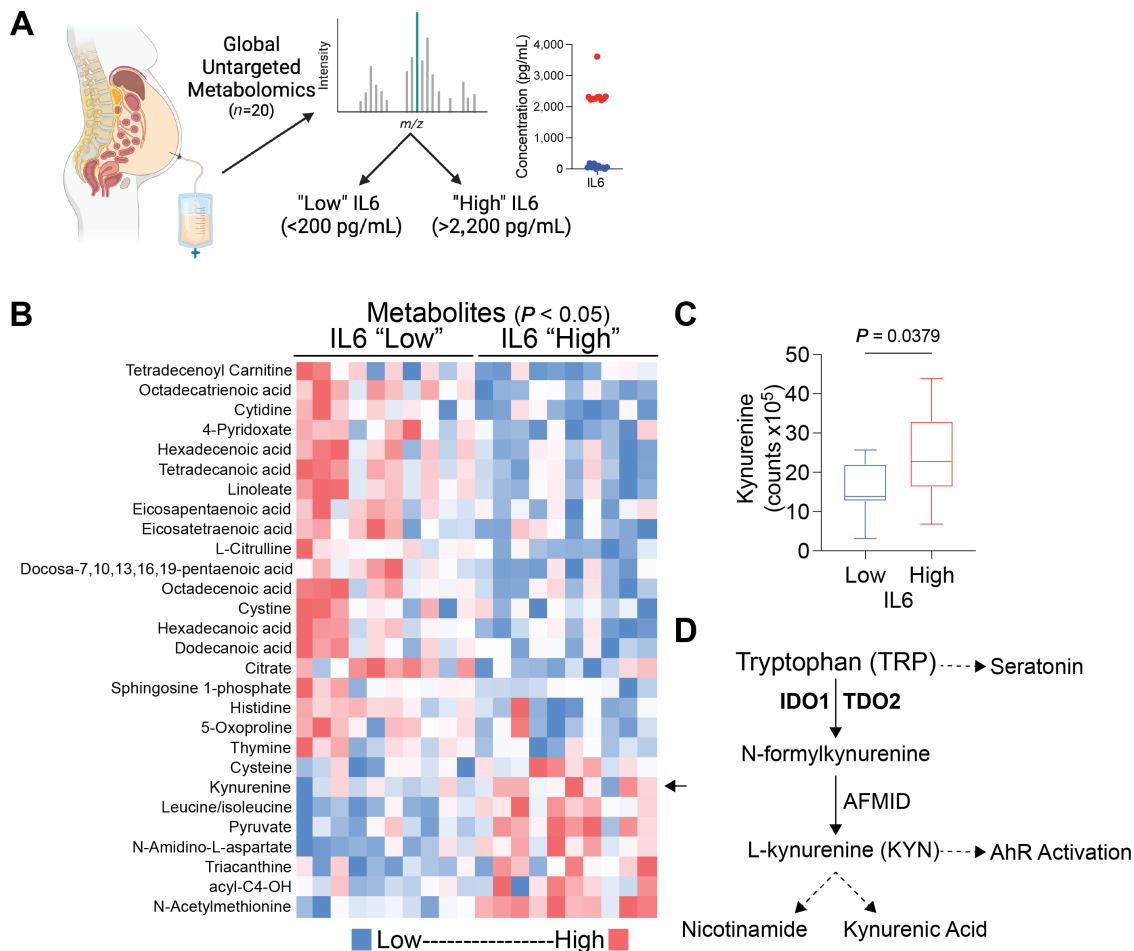 A
Global
Untargeted
Metabolomics
(n=20)
Intensity
m/z
"Low" IL6
(<200 pg/mL)
"High" IL6
(>2,200 pg/mL)
Concentration (pg/mL)
4,000
3,000
2,000
1,000
0
IL6
B
Metabolites (P < 0.05)
IL6 “Low”
IL6 “High”
Tetradecenoyl Carnitine
Octadecatrienoic acid
Cytidine
4-Pyridoxate
Hexadecenoic acid
Tetradecanoic acid
Linoleate
Eicosapentaenoic acid
Eicosatetraenoic acid
L-Citrulline
Docosa-7,10,13,16,19-pentaenoic acid
Octadecenoic acid
Cystine
Hexadecanoic acid
Dodecanoic acid
Citrate
Sphingosine 1-phosphate
Histidine
5-Oxoproline
Thymine
Cysteine
Kynurenine
Leucine/isoleucine
Pyruvate
N-Amidino-L-aspartate
Triacanthine
acyl-C4-OH
N-Acetylmethionine
Low----------------High
C
P = 0.0379
Kynurenine
(counts x10⁵)
50
40
30
20
10
0
Low
High
IL6
D
Tryptophan (TRP)
Seratonin
IDO1
TDO2
N-formylkynurenine
AFMID
L-kynurenine (KYN)
AhR Activation
Nicotinamide
Kynurenic Acid